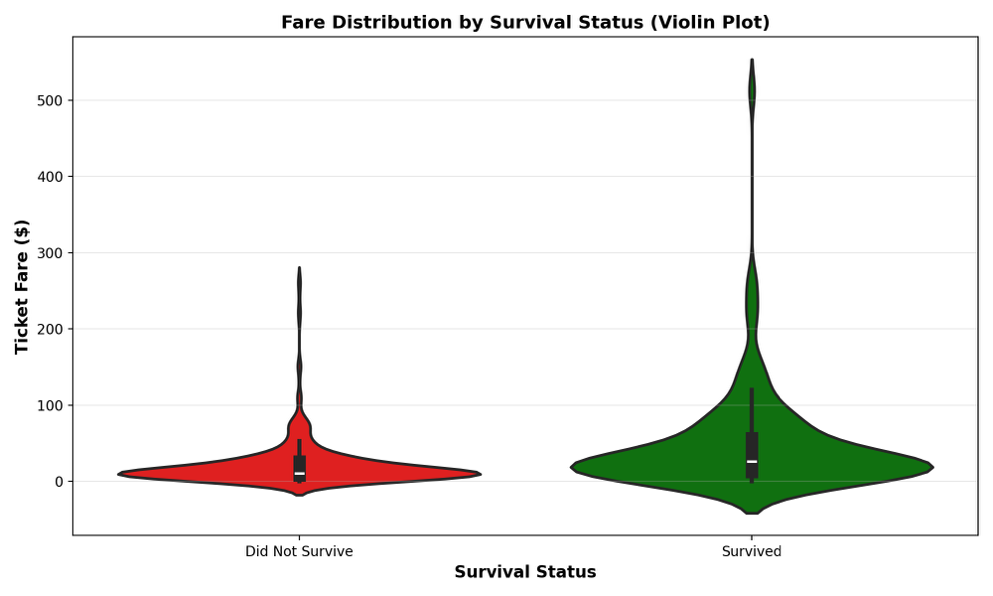 Fare Distribution by Survival Status (Violin Plot)
Ticket Fare ($)
500
400
300
200
100
0
Did Not Survive
Survived
Survival Status